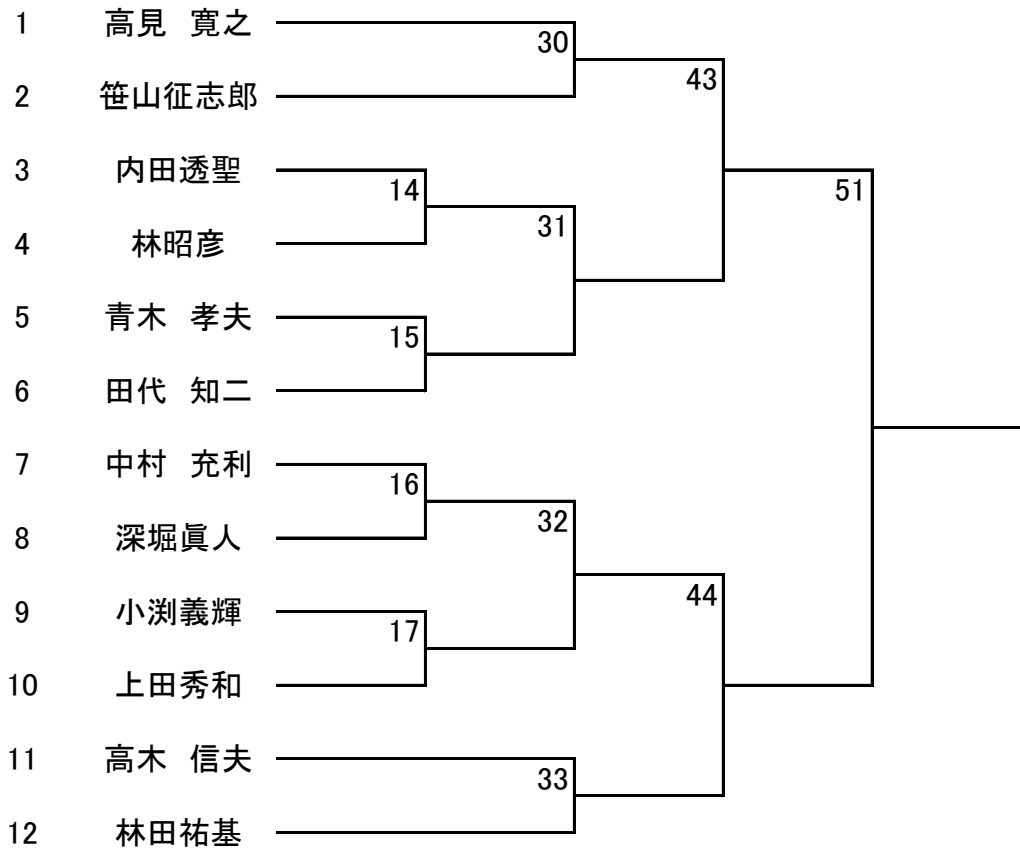 1 高見 寛之
30
43
2 笹山征志郎
3 内田透聖
14
51
31
4 林昭彦
5 青木 孝夫
15
6 田代 知二
7 中村 充利
16
32
8 深堀眞人
44
9 小渕義輝
17
10 上田秀和
11 高木 信夫
33
12 林田祐基